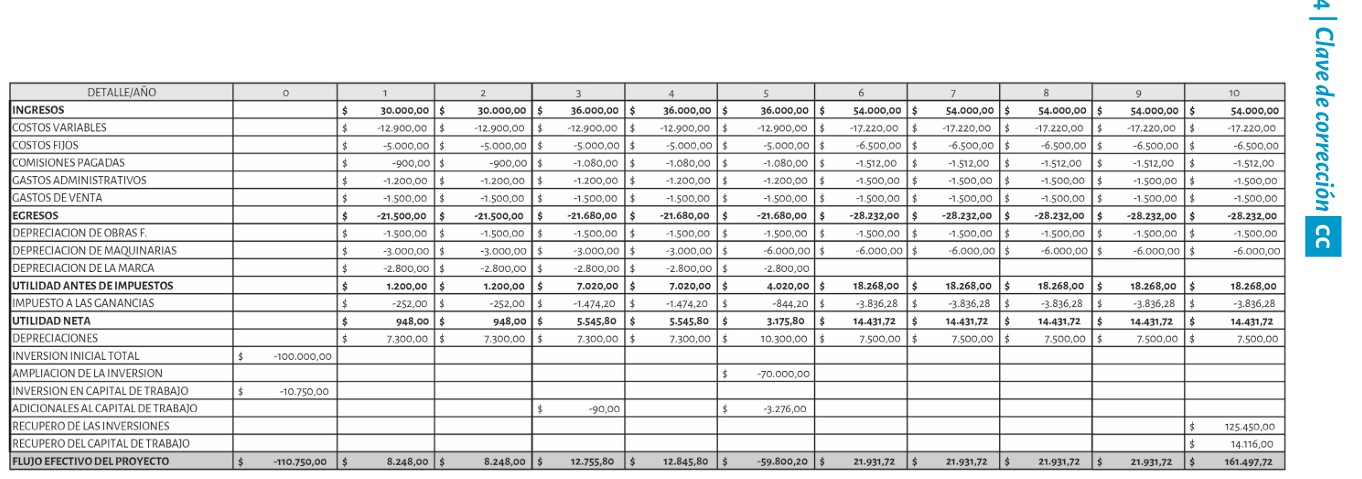 4 | Clave de corrección CC
DETALLE/AÑO 0 1 2 3 4 5 6 7 8 9 10
INGRESOS $ 30.000,00 $ 30.000,00 $ 36.000,00 $ 36.000,00 $ 36.000,00 $ 54.000,00 $ 54.000,00 $ 54.000,00 $ 54.000,00 $ 54.000,00
COSTOS VARIABLES $ -12.900,00 $ -12.900,00 $ -12.900,00 $ -12.900,00 $ -12.900,00 $ -17.220,00 $ -17.220,00 $ -17.220,00 $ -17.220,00 $ -17.220,00
COSTOS FIJOS $ -5.000,00 $ -5.000,00 $ -5.000,00 $ -5.000,00 $ -5.000,00 $ -6.500,00 $ -6.500,00 $ -6.500,00 $ -6.500,00 $ -6.500,00
COMISIONES PAGADAS $ -900,00 $ -900,00 $ -1.080,00 $ -1.080,00 $ -1.080,00 $ -1.512,00 $ -1.512,00 $ -1.512,00 $ -1.512,00 $ -1.512,00
GASTOS ADMINISTRATIVOS $ -1.200,00 $ -1.200,00 $ -1.200,00 $ -1.200,00 $ -1.200,00 $ -1.500,00 $ -1.500,00 $ -1.500,00 $ -1.500,00 $ -1.500,00
GASTOS DE VENTA $ -1.500,00 $ -1.500,00 $ -1.500,00 $ -1.500,00 $ -1.500,00 $ -1.500,00 $ -1.500,00 $ -1.500,00 $ -1.500,00 $ -1.500,00
EGRESOS $ -21.500,00 $ -21.500,00 $ -21.680,00 $ -21.680,00 $ -21.680,00 $ -28.232,00 $ -28.232,00 $ -28.232,00 $ -28.232,00 $ -28.232,00
DEPRECIACION DE OBRAS F. $ -1.500,00 $ -1.500,00 $ -1.500,00 $ -1.500,00 $ -1.500,00 $ -1.500,00 $ -1.500,00 $ -1.500,00 $ -1.500,00 $ -1.500,00
DEPRECIACION DE MAQUINARIAS $ -3.000,00 $ -3.000,00 $ -3.000,00 $ -3.000,00 $ -6.000,00 $ -6.000,00 $ -6.000,00 $ -6.000,00 $ -6.000,00 $ -6.000,00
DEPRECIACION DE LA MARCA $ -2.800,00 $ -2.800,00 $ -2.800,00 $ -2.800,00 $ -2.800,00
UTILIDAD ANTES DE IMPUESTOS $ 1.200,00 $ 1.200,00 $ 7.020,00 $ 7.020,00 $ 4.020,00 $ 18.268,00 $ 18.268,00 $ 18.268,00 $ 18.268,00 $ 18.268,00
IMPUESTO A LAS GANANCIAS $ -252,00 $ -252,00 $ -1.474,20 $ -1.474,20 $ -844,20 $ -3.836,28 $ -3.836,28 $ -3.836,28 $ -3.836,28 $ -3.836,28
UTILIDAD NETA $ 948,00 $ 948,00 $ 5.545,80 $ 5.545,80 $ 3.175,80 $ 14.431,72 $ 14.431,72 $ 14.431,72 $ 14.431,72 $ 14.431,72
DEPRECIACIONES $ 7.300,00 $ 7.300,00 $ 7.300,00 $ 7.300,00 $ 10.300,00 $ 7.500,00 $ 7.500,00 $ 7.500,00 $ 7.500,00 $ 7.500,00
INVERSION INICIAL TOTAL $ -100.000,00
AMPLIACION DE LA INVERSION $ -70.000,00
INVERSION EN CAPITAL DE TRABAJO $ -10.750,00
ADICIONALES AL CAPITAL DE TRABAJO $ -90,00 $ -3.276,00
RECUPERO DE LAS INVERSIONES $ 125.450,00
RECUPERO DEL CAPITAL DE TRABAJO $ 14.116,00
FLUJO EFECTIVO DEL PROYECTO $ -110.750,00 $ 8.248,00 $ 8.248,00 $ 12.755,80 $ 12.845,80 $ -59.800,20 $ 21.931,72 $ 21.931,72 $ 21.931,72 $ 21.931,72 $ 161.497,72